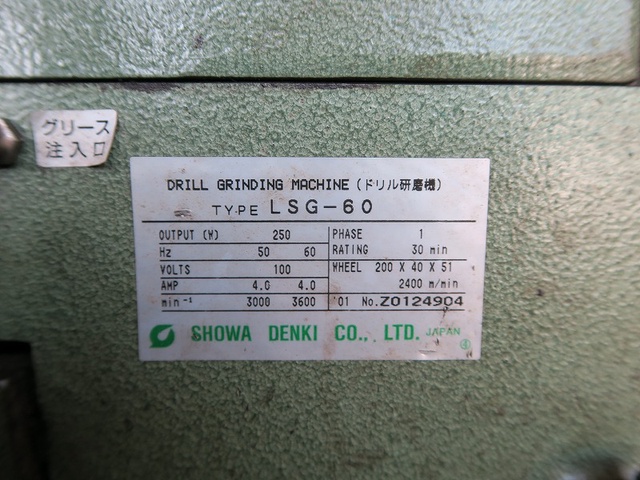 グリース
注入口
DRILL GRINDING MACHINE (ドリル研磨機)
TYPE LSG-60
OUTPUT (W) 250 PHASE 1
Hz 50 60 RATING 30 min
VOLTS 100 WHEEL 200 X 40 X 51
AMP 4.0 4.0 2400 m/min
min⁻¹ 3000 3600 '01 No. Z0124904
SHOWA DENKI CO., LTD. JAPAN